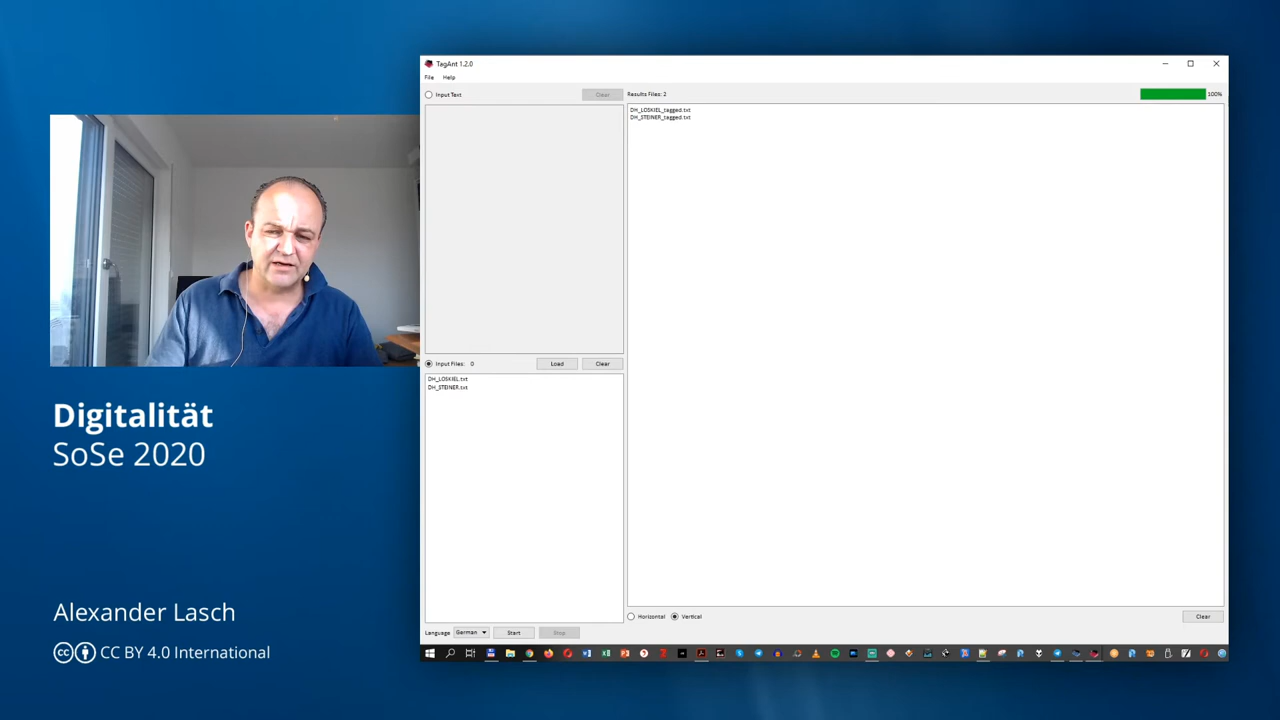 TagAnt 1.2.0
File Help
Input Text Clear
Results Files: 2 100%
DH_LOSKIEL_tagged.txt
DH_STEINER_tagged.txt
Input Files: 0 Load Clear
DH_LOSKIEL.txt
DH_STEINER.txt
Horizontal Vertical Clear
Language German Start Stop
Digitalität
SoSe 2020
Alexander Lasch
CC BY 4.0 International